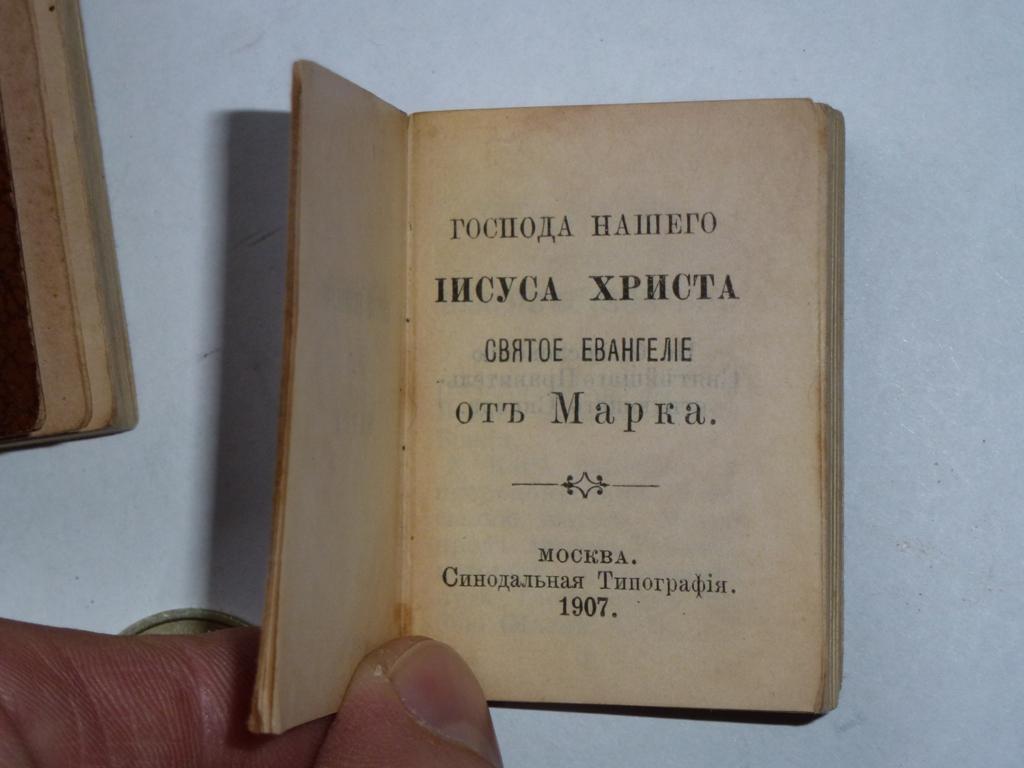 ГОСПОДА НАШЕГО
ІИСУСА ХРИСТА
СВЯТОЕ ЕВАНГЕЛІЕ
отъ Марка.
МОСКВА.
Синодальная Типографія.
1907.